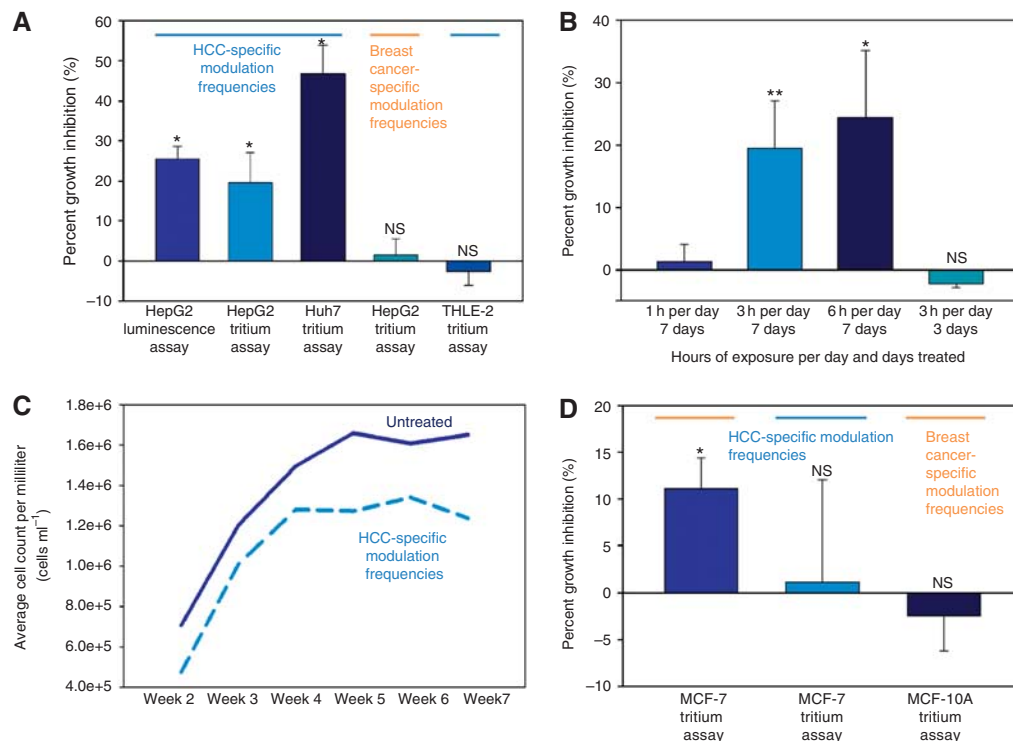 A
Percent growth inhibition (%)
60
50
40
30
20
10
0
–10
HCC-specific
modulation
frequencies
Breast
cancer-
specific
modulation
frequencies
*
*
*
NS
NS
HepG2
luminescence
assay
HepG2
tritium
assay
Huh7
tritium
assay
HepG2
tritium
assay
THLE-2
tritium
assay
B
Percent growth inhibition (%)
40
30
20
10
0
**
*
NS
1 h per day
7 days
3 h per day
7 days
6 h per day
7 days
3 h per day
3 days
Hours of exposure per day and days treated
C
Average cell count per milliliter
(cells ml⁻¹)
1.8e+6
1.6e+6
1.4e+6
1.2e+6
1.0e+6
8.0e+5
6.0e+5
4.0e+5
Untreated
HCC-specific
modulation
frequencies
Week 2 Week 3 Week 4 Week 5 Week 6 Week7
D
Percent growth inhibition (%)
20
15
10
5
0
–5
–10
HCC-specific modulation
frequencies
Breast
cancer-
specific
modulation
frequencies
*
NS
NS
MCF-7
tritium
assay
MCF-7
tritium
assay
MCF-10A
tritium
assay